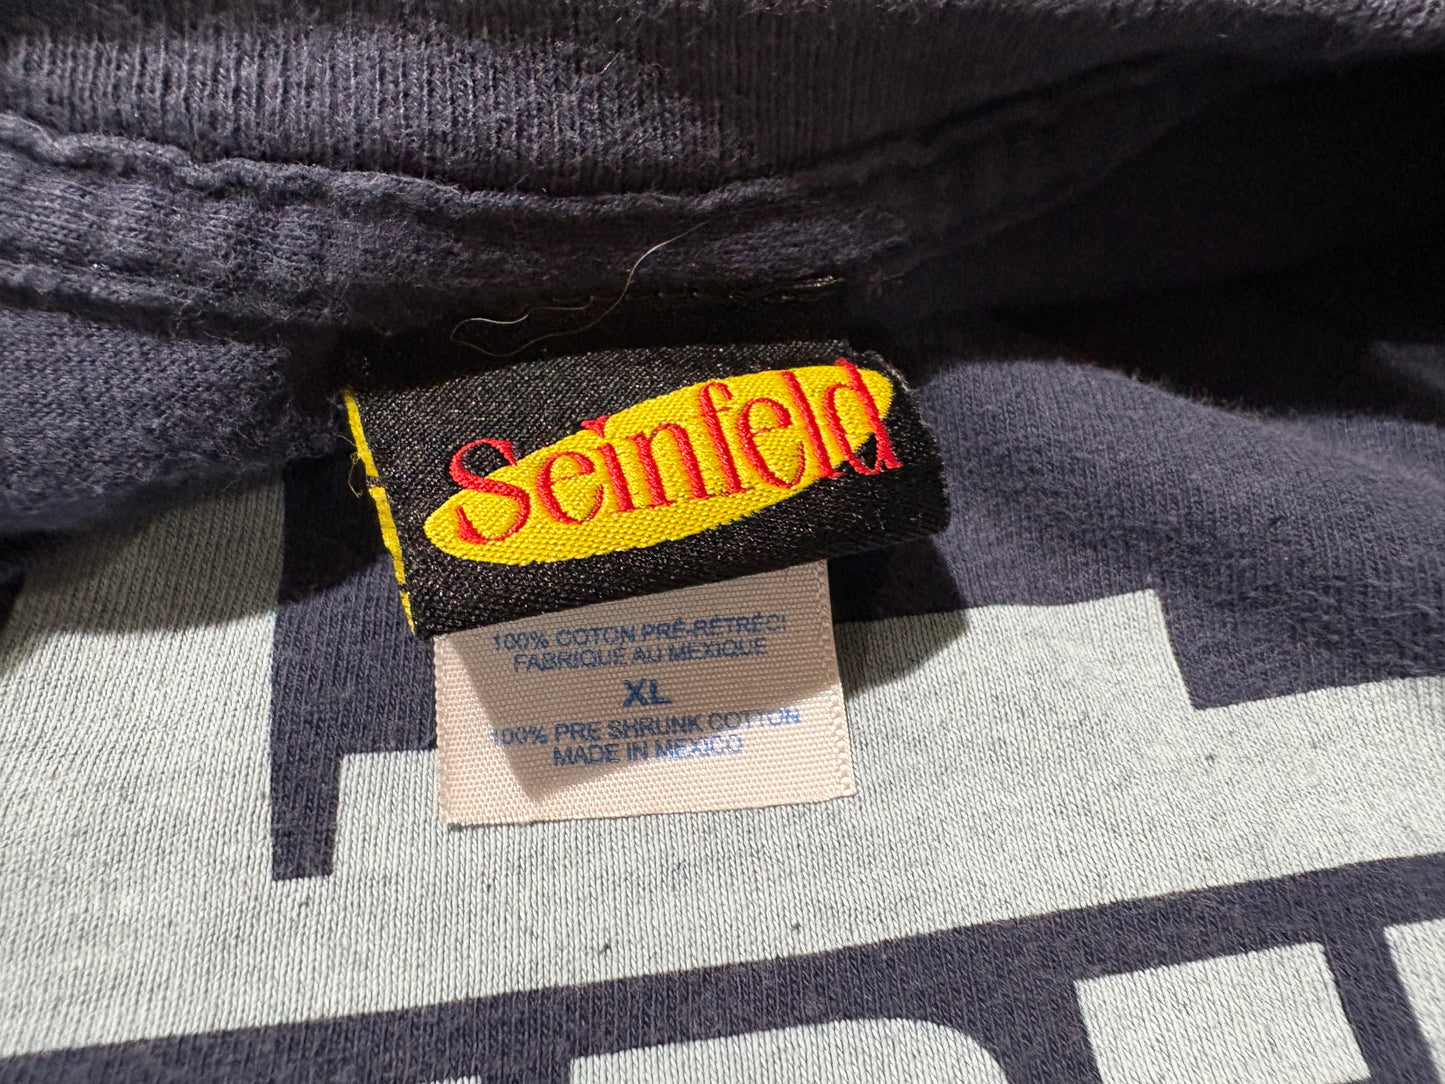 Seinfeld
100% COTON PRÉ-RÉTRÉCI
FABRIQUÉ AU MEXIQUE
XL
100% PRE SHRUNK COTTON
MADE IN MEXICO